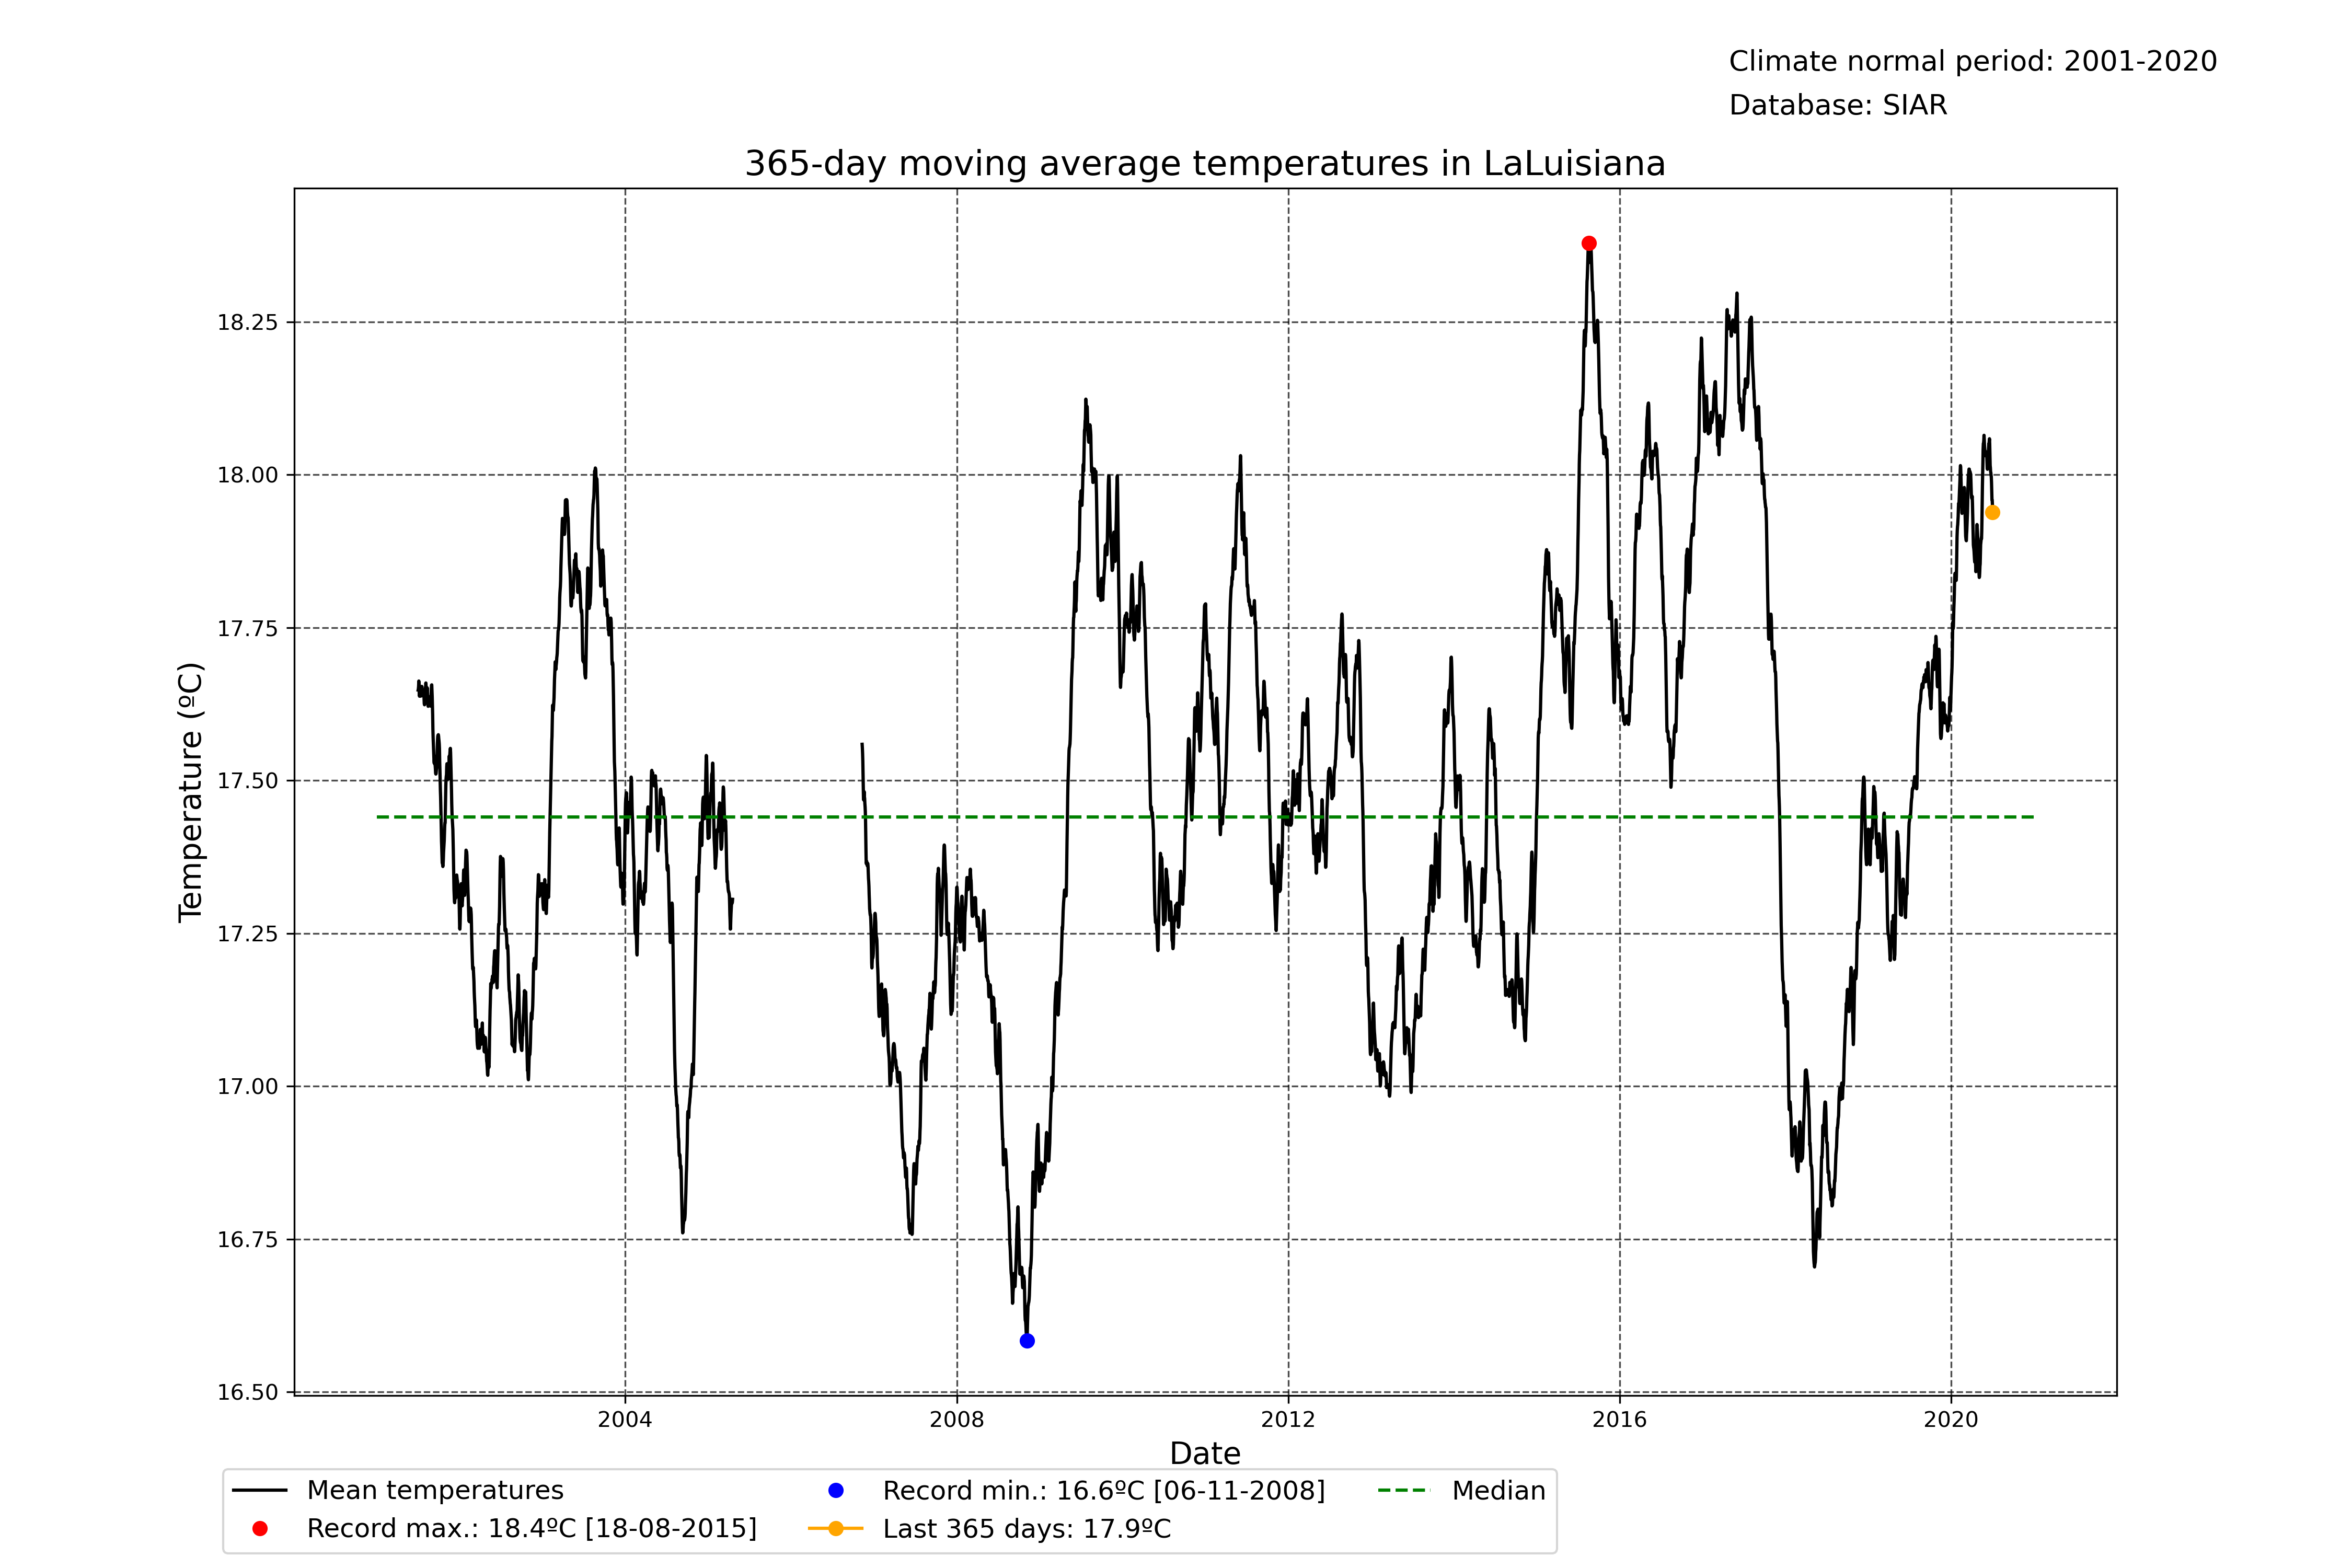 Climate normal period: 2001-2020
Database: SIAR
365-day moving average temperatures in LaLuisiana
18.25
18.00
17.75
17.50
17.25
17.00
16.75
16.50
Temperature (ºC)
2004 2008 2012 2016 2020
Date
Mean temperatures
Record max.: 18.4ºC [18-08-2015]
Record min.: 16.6ºC [06-11-2008]
Last 365 days: 17.9ºC
Median